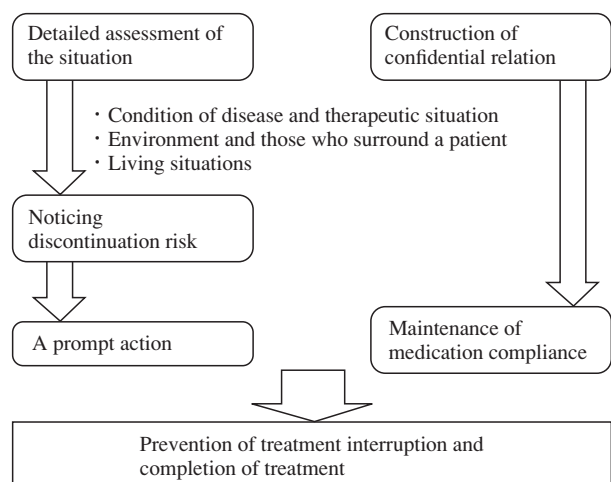 Detailed assessment of
the situation
Construction of
confidential relation
・Condition of disease and therapeutic situation
・Environment and those who surround a patient
・Living situations
Noticing
discontinuation risk
A prompt action
Maintenance of
medication compliance
Prevention of treatment interruption and
completion of treatment